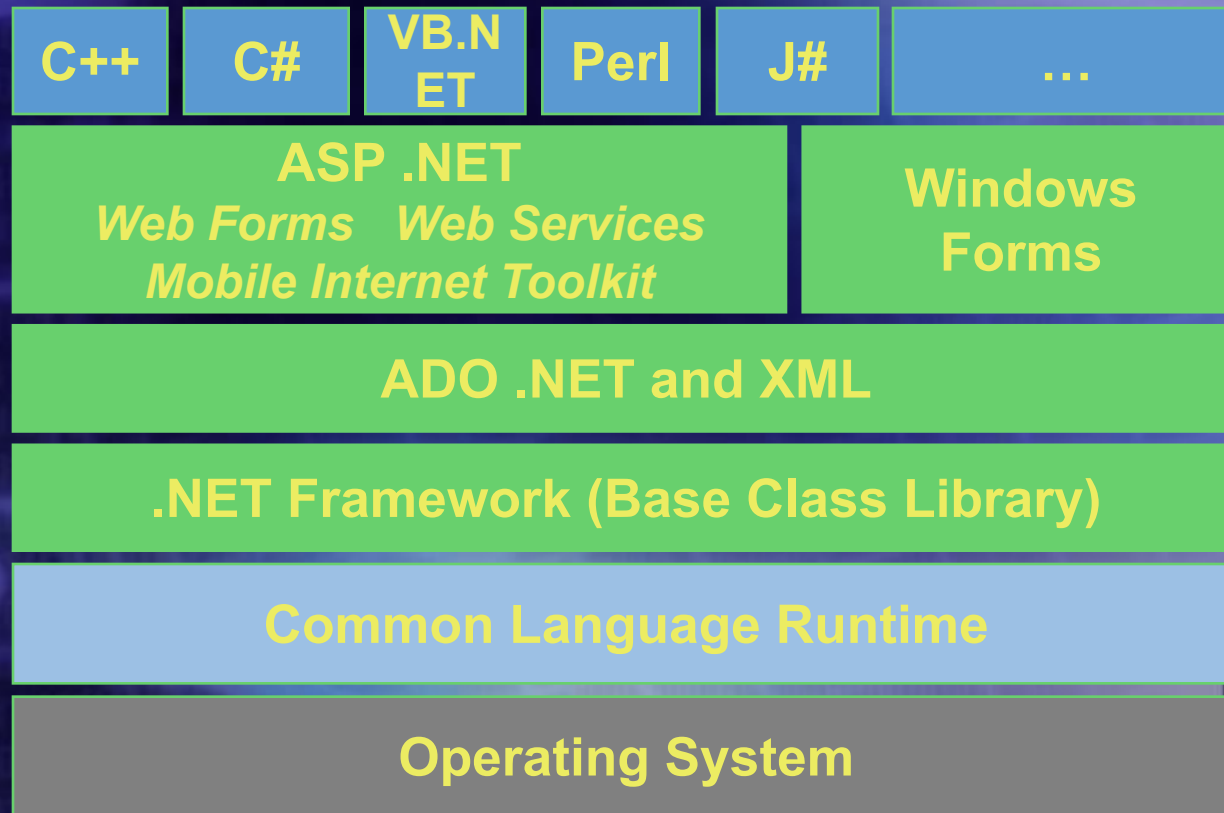 C++
C#
VB.N
ET
Perl
J#
...
ASP .NET
Web Forms Web Services
Mobile Internet Toolkit
Windows
Forms
ADO .NET and XML
.NET Framework (Base Class Library)
Common Language Runtime
Operating System